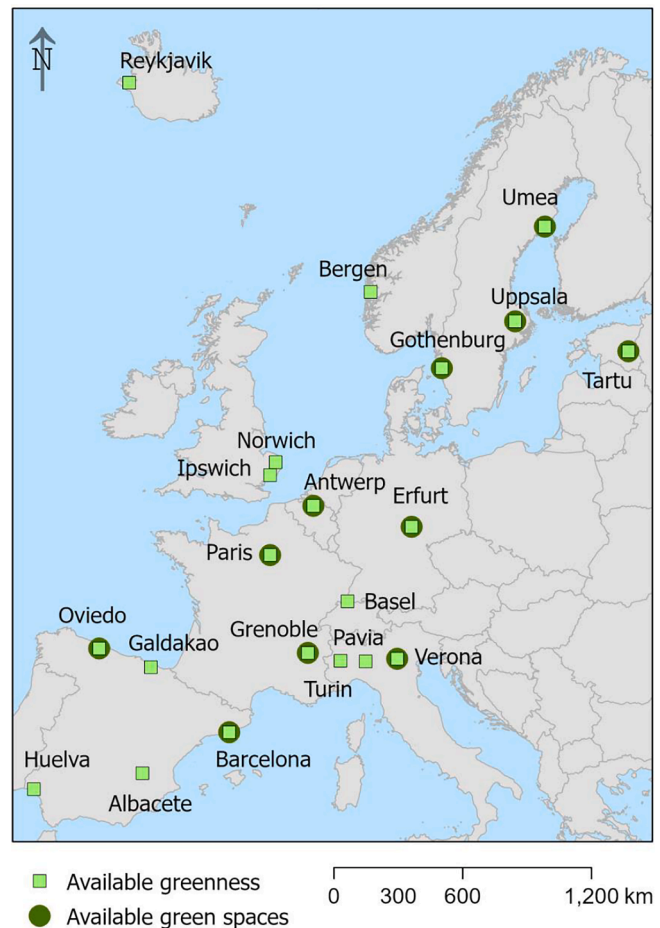 N
Reykjavik
Umea
Bergen
Uppsala
Gothenburg
Tartu
Norwich
Ipswich
Antwerp
Erfurt
Paris
Basel
Oviedo
Galdakao
Grenoble
Pavia
Verona
Turin
Huelva
Barcelona
Albacete
Available greenness
Available green spaces
0 300 600 1,200 km